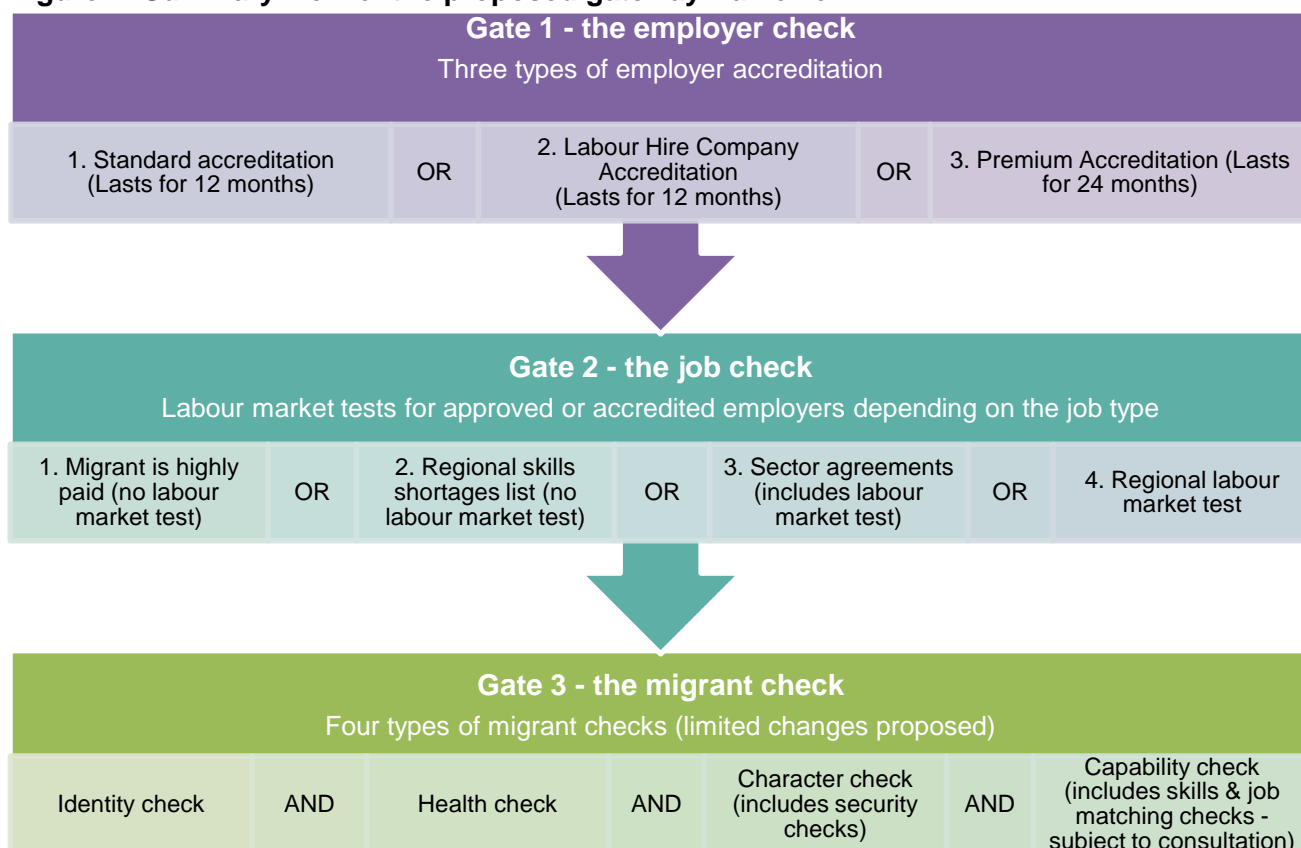 Gate 1 - the employer check
Three types of employer accreditation
1. Standard accreditation
(Lasts for 12 months)
OR
2. Labour Hire Company
Accreditation
(Lasts for 12 months)
OR
3. Premium Accreditation (Lasts
for 24 months)
Gate 2 - the job check
Labour market tests for approved or accredited employers depending on the job type
1. Migrant is highly
paid (no labour
market test)
OR
2. Regional skills
shortages list (no
labour market test)
OR
3. Sector agreements
(includes labour
market test)
OR
4. Regional labour
market test
Gate 3 - the migrant check
Four types of migrant checks (limited changes proposed)
Identity check
AND
Health check
AND
Character check
(includes security
checks)
AND
Capability check
(includes skills & job
matching checks -
subject to consultation)